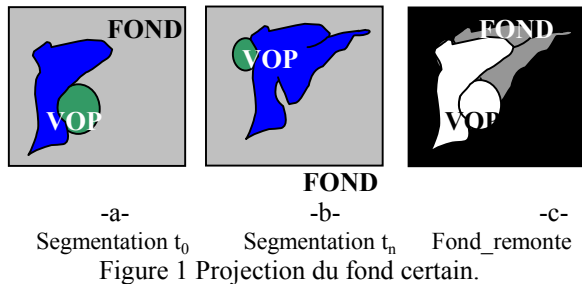 FOND
VOP
VOP
FOND
FOND
VOP
-a- -b- -c-
Segmentation t0 Segmentation tn Fond_remonte
Figure 1 Projection du fond certain.